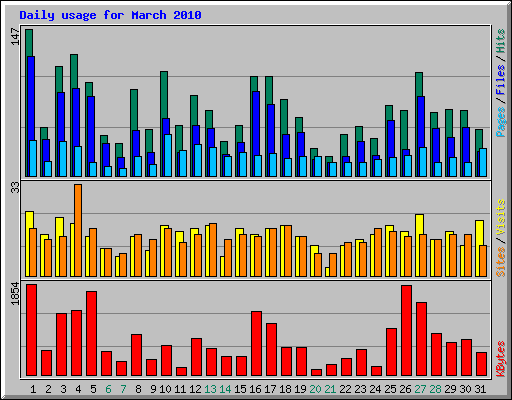 Daily usage for March 2010
147
Pages/Files/Hits
33
Sites/Visits
1854
KBytes
1 2 3 4 5 6 7 8 9 10 11 12 13 14 15 16 17 18 19 20 21 22 23 24 25 26 27 28 29 30 31